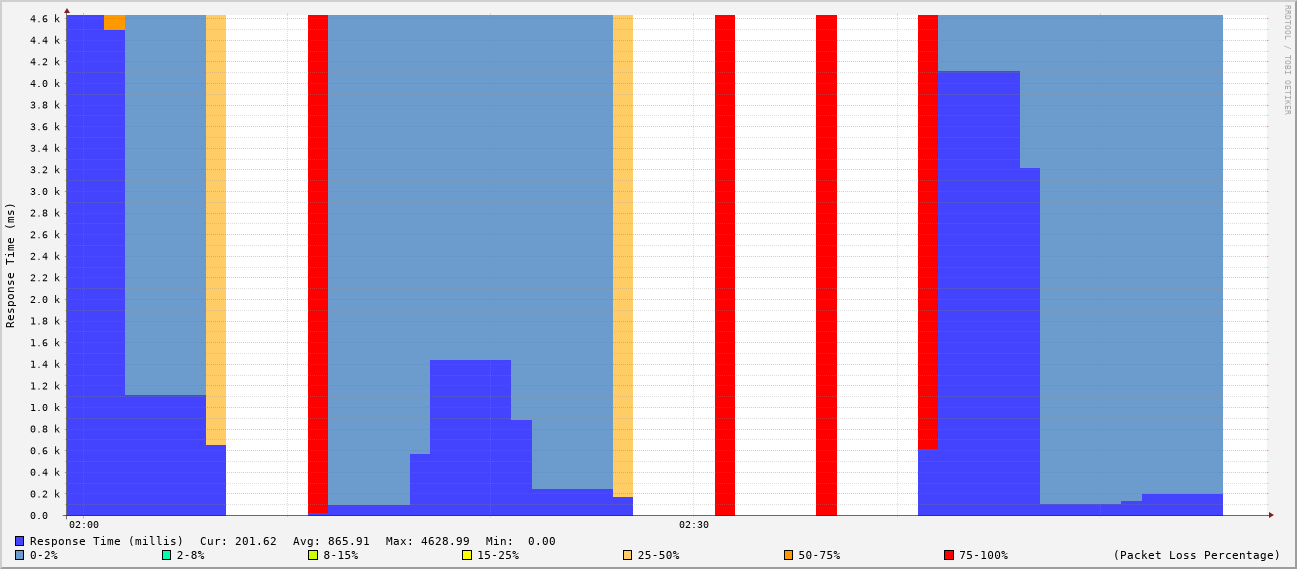 RRDTOOL / TOBI OETIKER
Response Time (ms)
4.6 k
4.4 k
4.2 k
4.0 k
3.8 k
3.6 k
3.4 k
3.2 k
3.0 k
2.8 k
2.6 k
2.4 k
2.2 k
2.0 k
1.8 k
1.6 k
1.4 k
1.2 k
1.0 k
0.8 k
0.6 k
0.4 k
0.2 k
0.0
02:00 02:30
Response Time (millis) Cur: 201.62 Avg: 865.91 Max: 4628.99 Min: 0.00
0-2% 2-8% 8-15% 15-25% 25-50% 50-75% 75-100% (Packet Loss Percentage)